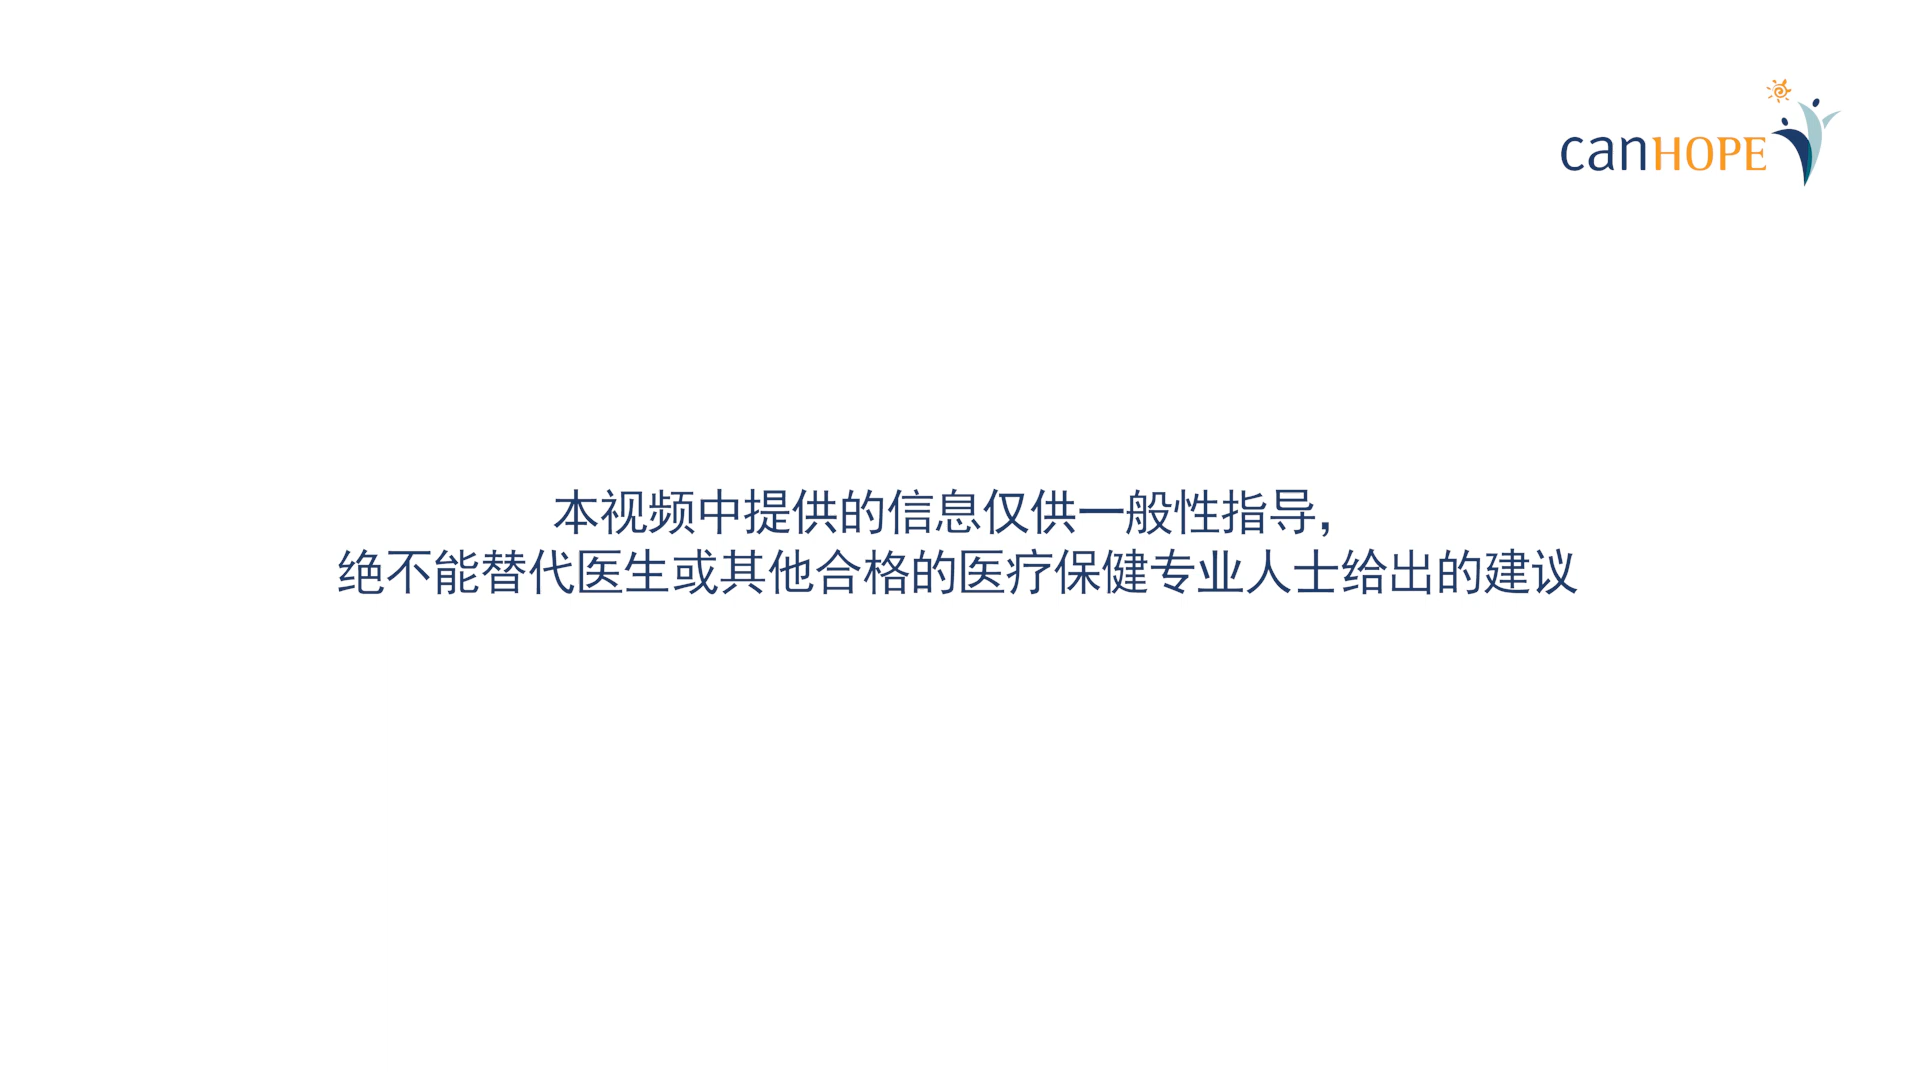 canHOPE
本视频中提供的信息仅供一般性指导，
绝不能替代医生或其他合格的医疗保健专业人士给出的建议